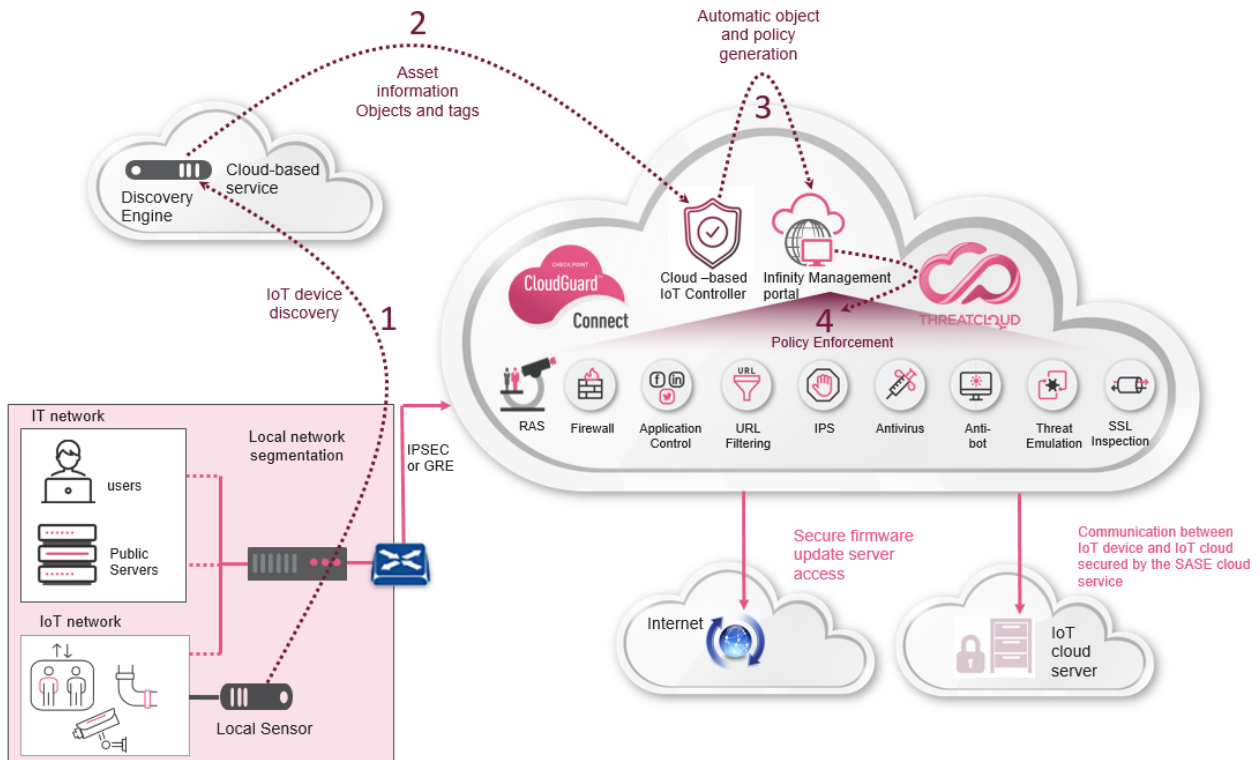 2
Asset
information
Objects and tags
Automatic object
and policy
generation
3
Cloud-based
service
Discovery
Engine
IoT device
discovery
1
CHECK POINT
CloudGuard™
Connect
Cloud –based
IoT Controller
Infinity Management
portal
THREATCLOUD
4
Policy Enforcement
RAS
Firewall
f
in
Application
Control
URL
URL
Filtering
IPS
Antivirus
Anti-
bot
Threat
Emulation
SSL
Inspection
IT network
users
Public
Servers
Local network
segmentation
IPSEC
or GRE
IoT network
Local Sensor
Secure firmware
update server
access
Internet
Communication between
IoT device and IoT cloud
secured by the SASE cloud
service
IoT
cloud
server